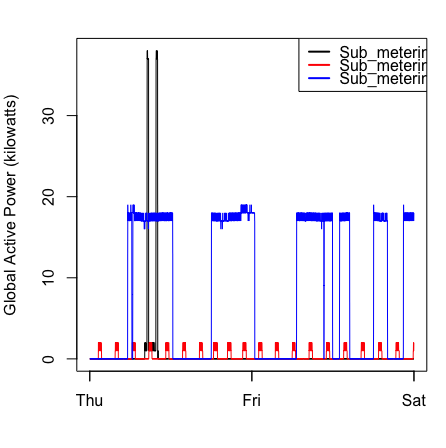 Sub_meterin
Sub_meterin
Sub_meterin
Global Active Power (kilowatts)
30
20
10
0
Thu Fri Sat